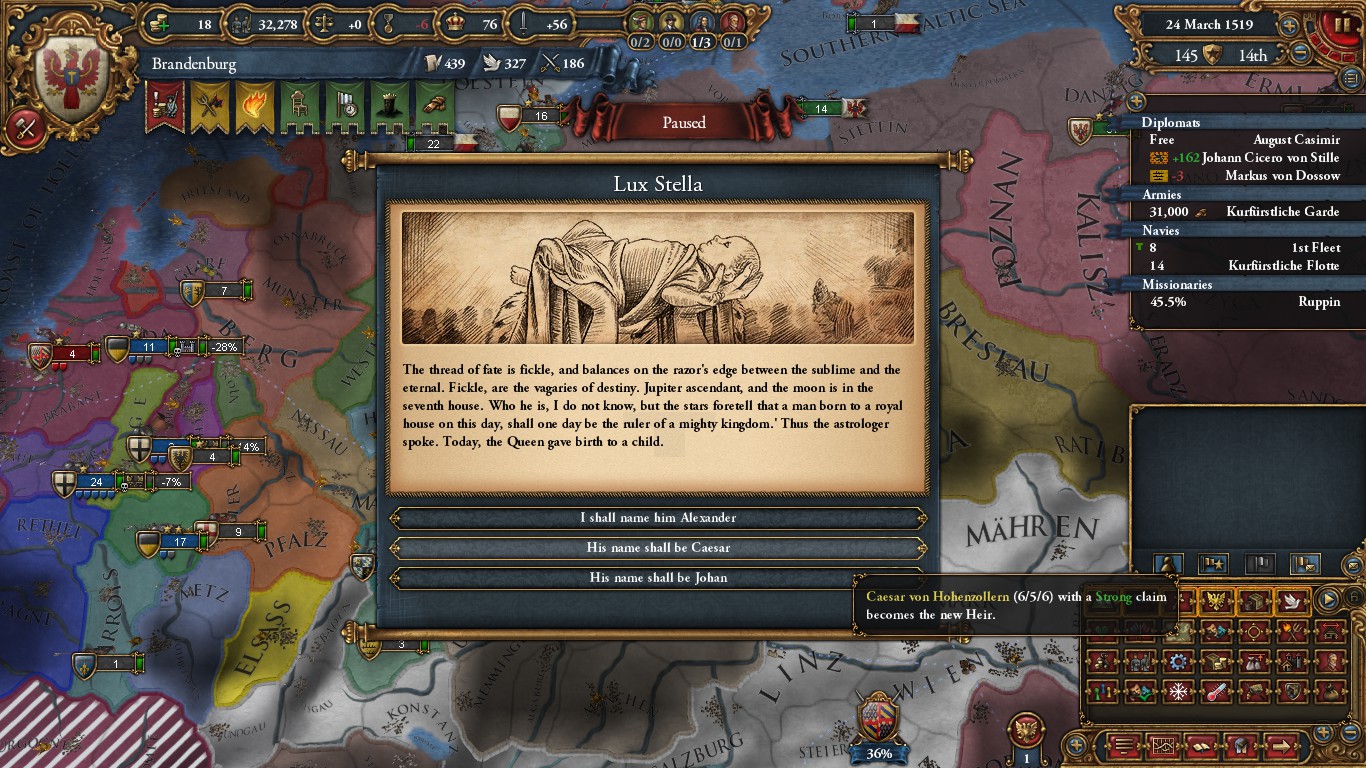 18
32,278
+0
-6
76
+56
0/2
0/0
1/3
0/1
1
24 March 1519
145
14th
Brandenburg
439
327
186
SOUTHERN
ALTIC SEA
16
Paused
14
STETTIN
22
Diplomats
Free August Casimir
+162 Johann Cicero von Stille
-3 Markus von Dossow
Armies
31,000 Kurfürstliche Garde
Navies
8 1st Fleet
14 Kurfürstliche Flotte
Missionaries
45.5% Ruppin
Lux Stella
The thread of fate is fickle, and balances on the razor's edge between the sublime and the
eternal. Fickle, are the vagaries of destiny. Jupiter ascendant, and the moon is in the
seventh house. Who he is, I do not know, but the stars foretell that a man born to a royal
house on this day, shall one day be the ruler of a mighty kingdom.' Thus the astrologer
spoke. Today, the Queen gave birth to a child.
I shall name him Alexander
His name shall be Caesar
His name shall be Johan
Caesar von Hohenzollern (6/5/6) with a Strong claim
becomes the new Heir.
OSNABRUCK
MUNSTER
7
BERG
4
11
-28%
BRABANT
NASSAU
4
24
-7%
RETHEL
9
17
PFALZ
METZ
ELSASS
1
3
KONSTAN
POZNAN
KALISZ
BRESLAU
RATIB
MÄHREN
LINZ
WIEN
36%
1